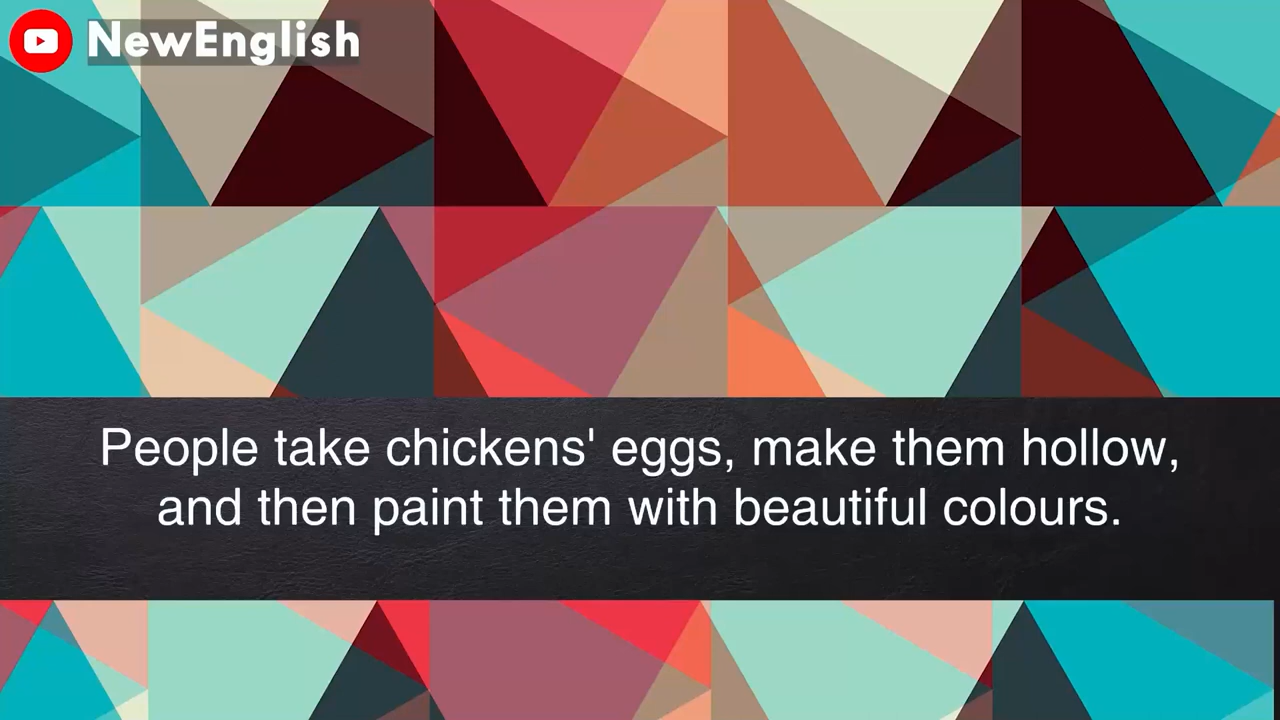 NewEnglish
People take chickens' eggs, make them hollow,
and then paint them with beautiful colours.